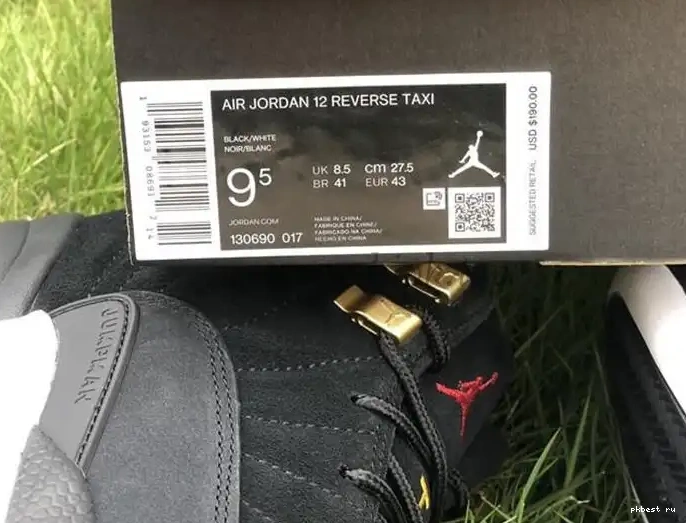 AIR JORDAN 12 REVERSE TAXI
BLACK/WHITE
NOIR/BLANC
9⁵
UK 8.5 cm 27.5
BR 41 EUR 43
JORDAN.COM
130690 017
MADE IN CHINA/
FABRIQUE EN CHINE/
FABRICADO NA CHINA/
HECHO EN CHINA
SUGGESTED RETAIL USD $190.00
JUMPMAN
pkbest ru